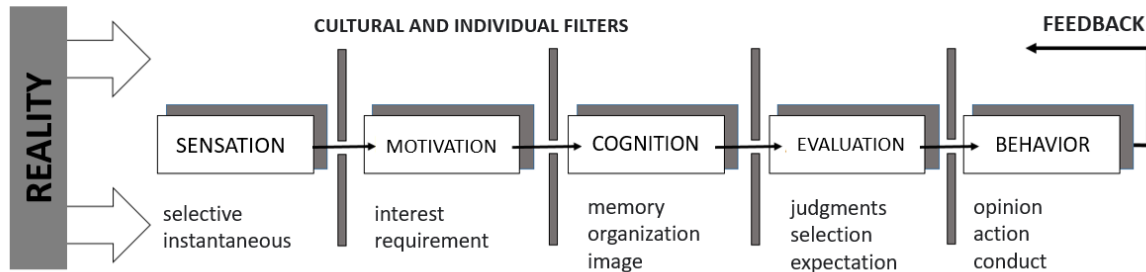 REALITY
CULTURAL AND INDIVIDUAL FILTERS
FEEDBACK
SENSATION
MOTIVATION
COGNITION
EVALUATION
BEHAVIOR
selective
instantaneous
interest
requirement
memory
organization
image
judgments
selection
expectation
opinion
action
conduct